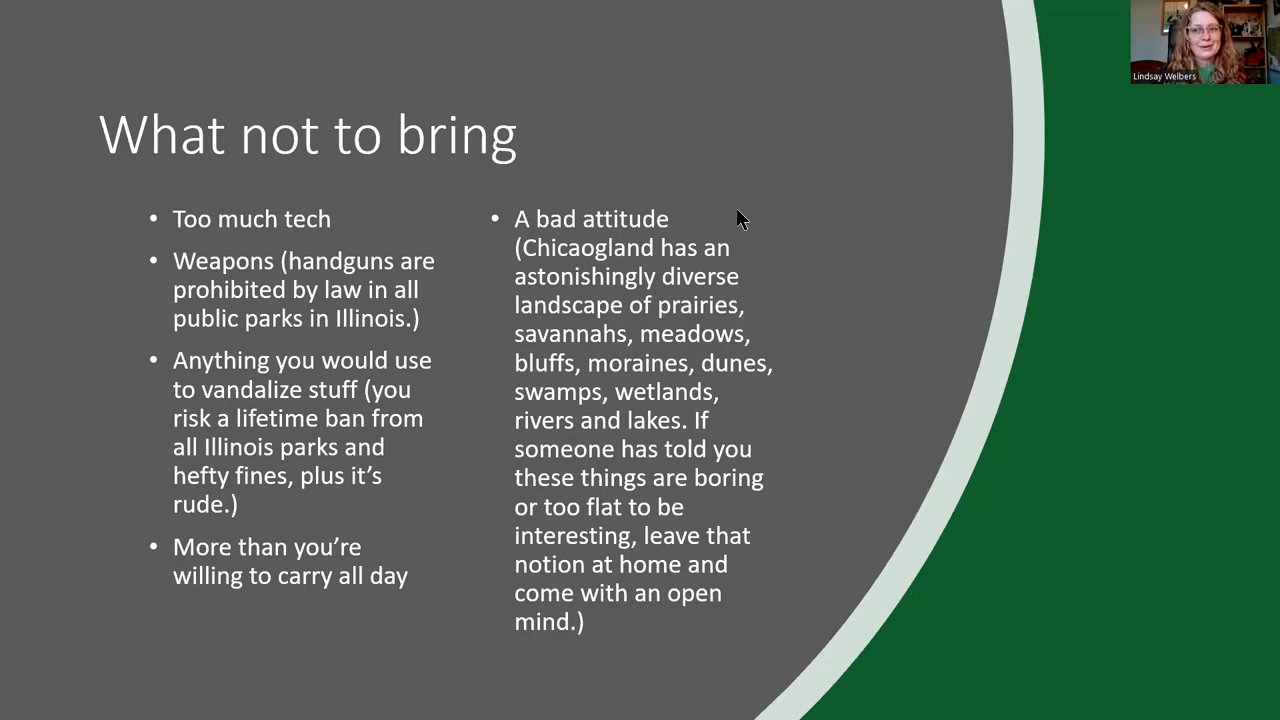 What not to bring
• Too much tech
• Weapons (handguns are
prohibited by law in all
public parks in Illinois.)
• Anything you would use
to vandalize stuff (you
risk a lifetime ban from
all Illinois parks and
hefty fines, plus it’s
rude.)
• More than you’re
willing to carry all day
• A bad attitude
(Chicaogland has an
astonishingly diverse
landscape of prairies,
savannahs, meadows,
bluffs, moraines, dunes,
swamps, wetlands,
rivers and lakes. If
someone has told you
these things are boring
or too flat to be
interesting, leave that
notion at home and
come with an open
mind.)
Lindsay Welbers